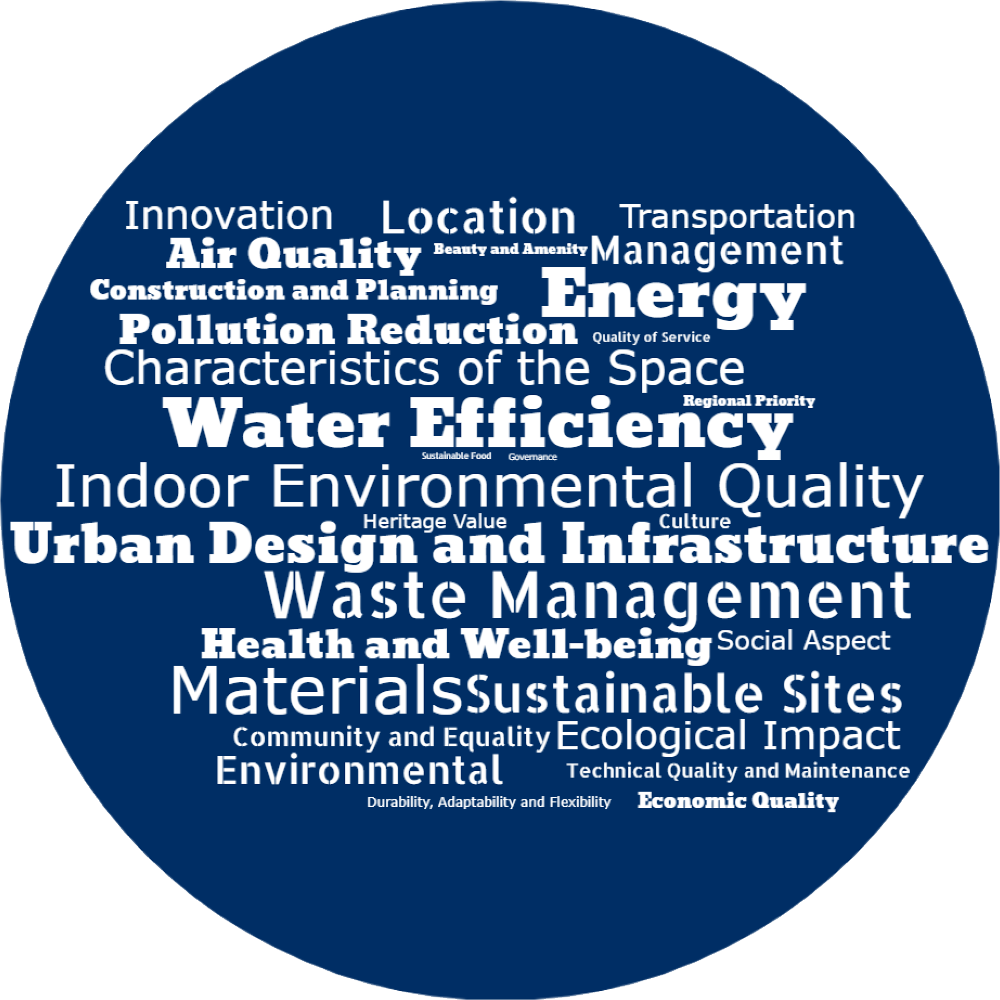 Innovation Location Transportation
Air Quality Beauty and Amenity Management
Construction and Planning Energy
Pollution Reduction Quality of Service
Characteristics of the Space
Regional Priority
Water Efficiency
Sustainable Food Governance
Indoor Environmental Quality
Heritage Value Culture
Urban Design and Infrastructure
Waste Management
Health and Well-being Social Aspect
Materials Sustainable Sites
Community and Equality Ecological Impact
Environmental Technical Quality and Maintenance
Durability, Adaptability and Flexibility Economic Quality